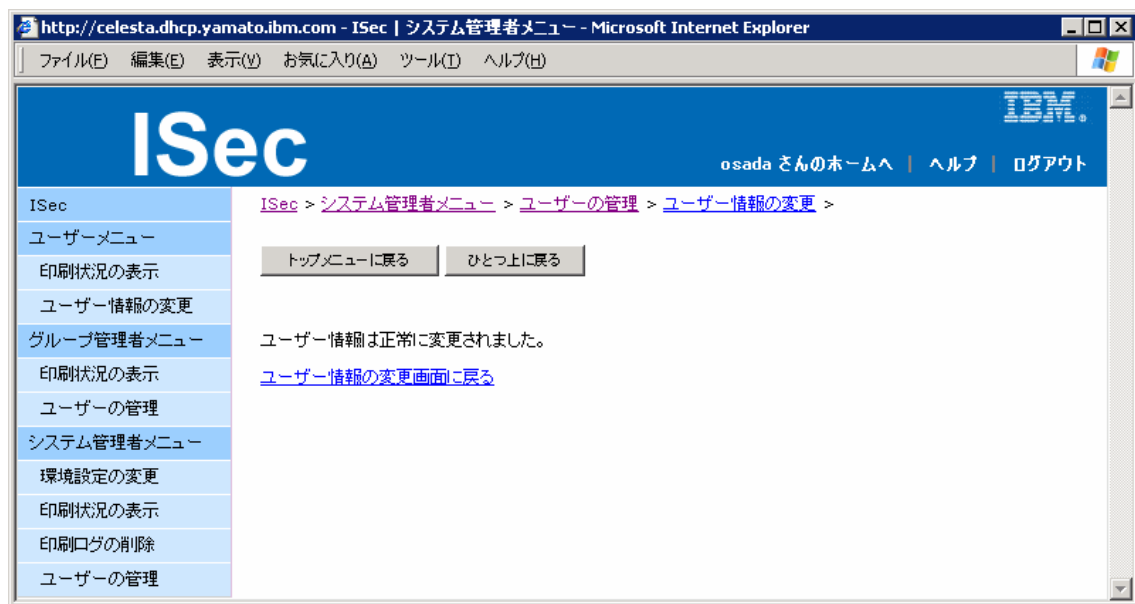 http://celesta.dhcp.yamato.ibm.com - ISec | システム管理者メニュー - Microsoft Internet Explorer
ファイル(F) 編集(E) 表示(V) お気に入り(A) ツール(T) ヘルプ(H)
IBM®
ISec
osada さんのホームへ | ヘルプ | ログアウト
ISec
ユーザーメニュー
印刷状況の表示
ユーザー情報の変更
グループ管理者メニュー
印刷状況の表示
ユーザーの管理
システム管理者メニュー
環境設定の変更
印刷状況の表示
印刷ログの削除
ユーザーの管理
ISec > システム管理者メニュー > ユーザーの管理 > ユーザー情報の変更 >
トップメニューに戻る ひとつ上に戻る
ユーザー情報は正常に変更されました。
ユーザー情報の変更画面に戻る